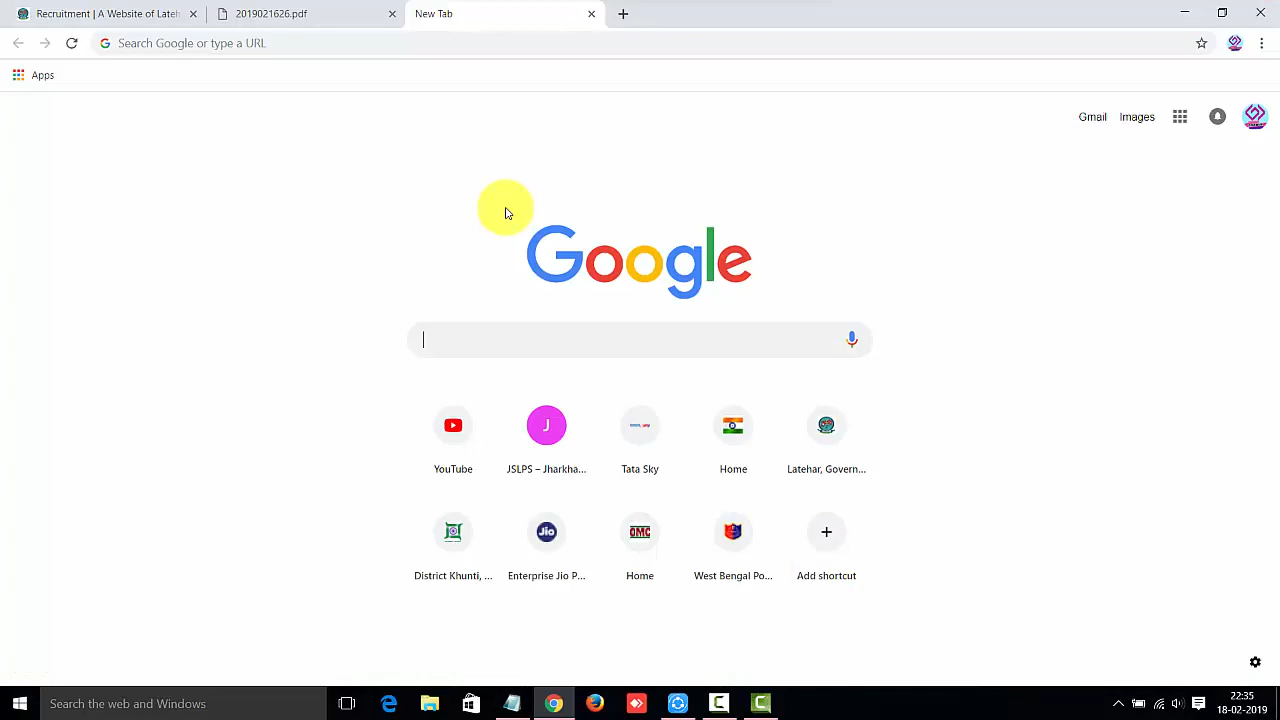 Recruitment | A Website of Lateh
2019021626.pdf
New Tab
Search Google or type a URL
Apps
Gmail
Images
Google
YouTube
JSLPS – Jharkha...
Tata Sky
Home
Latehar, Govern...
District Khunti, ...
Enterprise Jio P...
Home
West Bengal Po...
Add shortcut
J
Jio
OMC
Search the web and Windows
22:35
18-02-2019